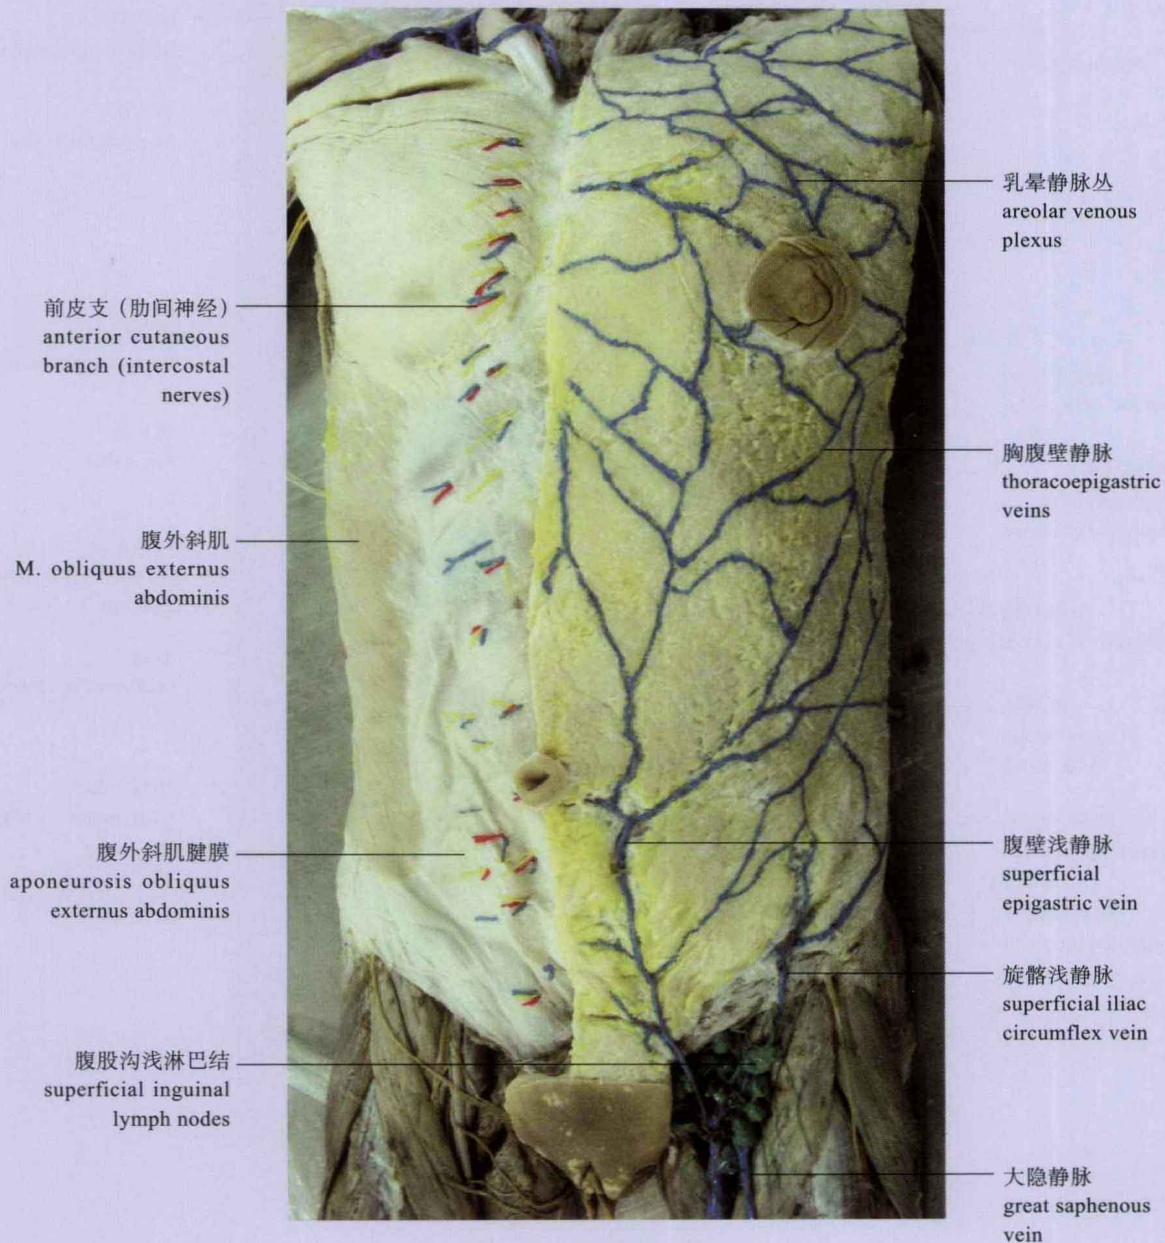 前皮支（肋间神经）
anterior cutaneous
branch (intercostal
nerves)
腹外斜肌
M. obliquus externus
abdominis
腹外斜肌腱膜
aponeurosis obliquus
externus abdominis
腹股沟浅淋巴结
superficial inguinal
lymph nodes
乳晕静脉丛
areolar venous
plexus
胸腹壁静脉
thoracoepigastric
veins
腹壁浅静脉
superficial
epigastric vein
旋髂浅静脉
superficial iliac
circumflex vein
大隐静脉
great saphenous
vein